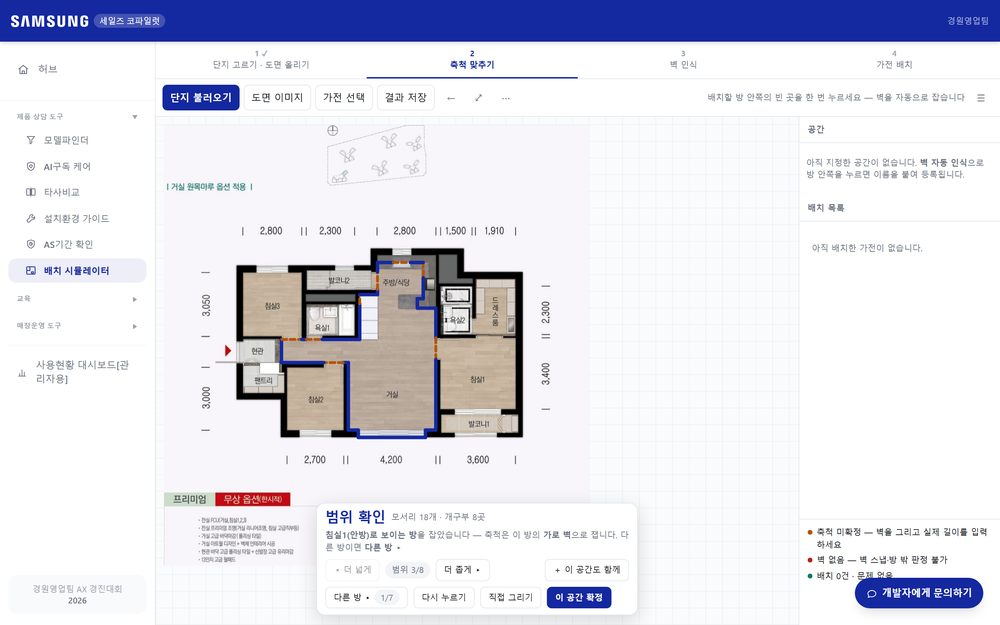 SAMSUNG 세일즈 코파일럿
경원영업팀
허브
제품 상담 도구 ▼
모델파인더
AI구독 케어
타사비교
설치환경 가이드
AS기간 확인
배치 시뮬레이터
교육 ▶
매장운영 도구 ▶
사용현황 대시보드[관
리자용]
경원영업팀 AX 경진대회
2026
1 ✓
단지 고르기 · 도면 올리기
2
축척 맞추기
3
벽 인식
4
가전 배치
단지 불러오기
도면 이미지
가전 선택
결과 저장
← ⤢ ···
배치할 방 안쪽의 빈 곳을 한 번 누르세요 — 벽을 자동으로 잡습니다 ☰
| 거실 원목마루 옵션 적용 |
2,800 2,300 2,800 1,500 1,910
발코니2
주방/식당
침실3
욕실1
욕실2
드레스룸
현관
팬트리
침실2
거실
침실1
발코니1
3,050
3,000
2,300
3,400
2,700 4,200 3,600
프리미엄 무상 옵션(한시적)
· 전실 FCU(거실,침실1,2,3)
· 전실 프리미엄 조명(거실 리니어조명, 침실 고급직부등)
· 거실 고급 바닥마감(폴리싱 타일)
· 거실 아트월 디자인 + 벽체 인테리어 시공
· 현관 바닥 고급 폴리싱 타일 + 신발장 고급 유리마감
· 13인치 고급 월패드
범위 확인 모서리 18개 · 개구부 8곳
침실1(안방)로 보이는 방을 잡았습니다 — 축척은 이 방의 가로 벽으로 잽니다. 다
른 방이면 다른 방 ▸
◂ 더 넓게
범위 3/8
더 좁게 ▸
+ 이 공간도 함께
다른 방 ▸ 1/7
다시 누르기
직접 그리기
이 공간 확정
공간
아직 지정한 공간이 없습니다. 벽 자동 인식으로
방 안쪽을 누르면 이름을 붙여 등록됩니다.
배치 목록
아직 배치한 가전이 없습니다.
축척 미확정 — 벽을 그리고 실제 길이를 입력
하세요
벽 없음 — 벽 스냅·방 밖 판정 불가
배치 0건 · 문제 없음
개발자에게 문의하기